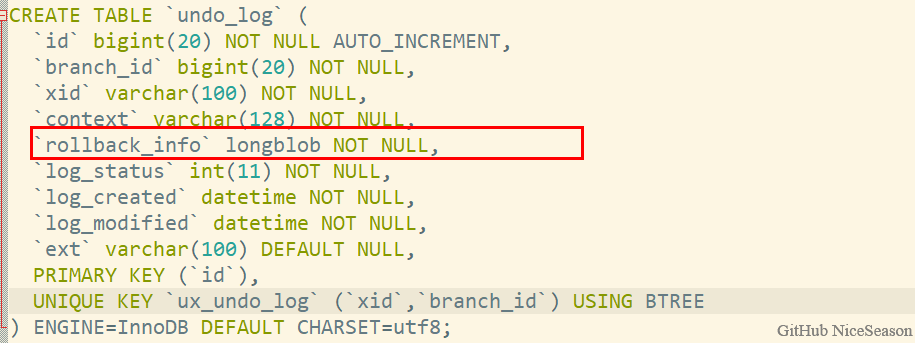 CREATE TABLE `undo_log` (
`id` bigint(20) NOT NULL AUTO_INCREMENT,
`branch_id` bigint(20) NOT NULL,
`xid` varchar(100) NOT NULL,
`context` varchar(128) NOT NULL,
`rollback_info` longblob NOT NULL,
`log_status` int(11) NOT NULL,
`log_created` datetime NOT NULL,
`log_modified` datetime NOT NULL,
`ext` varchar(100) DEFAULT NULL,
PRIMARY KEY (`id`),
UNIQUE KEY `ux_undo_log` (`xid`,`branch_id`) USING BTREE
) ENGINE=InnoDB DEFAULT CHARSET=utf8;
GitHub NiceSeason